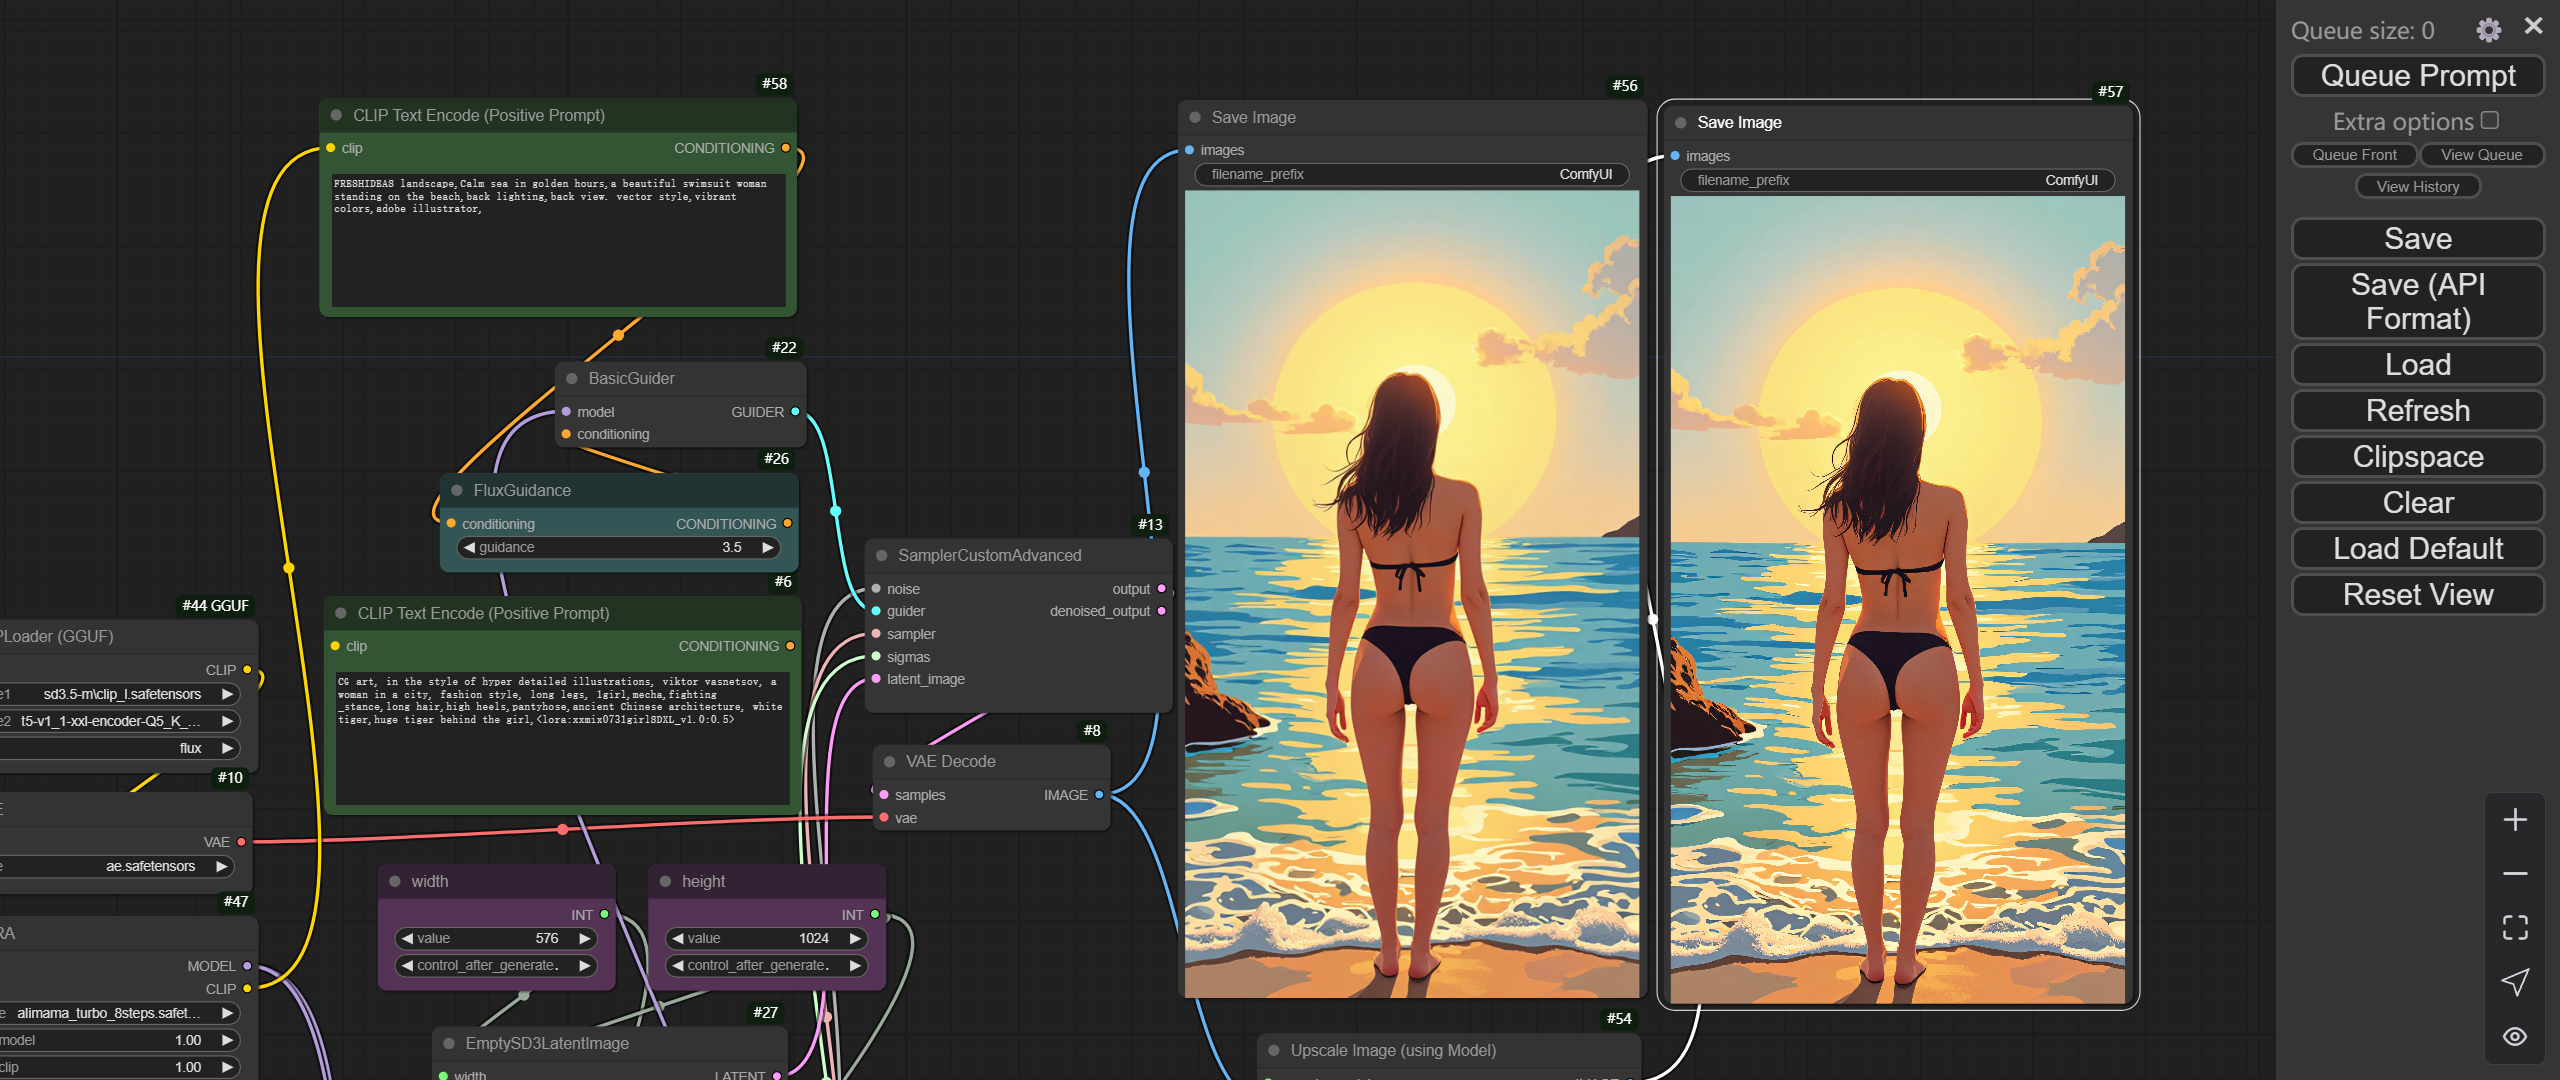 #58
CLIP Text Encode (Positive Prompt)
clip CONDITIONING
FRESHIDEAS landscape,Calm sea in golden hours,a beautiful swimsuit woman
standing on the beach,back lighting,back view. vector style,vibrant
colors,adobe illustrator,
#22
BasicGuider
model GUIDER
conditioning
#26
FluxGuidance
conditioning CONDITIONING
guidance 3.5
#6
CLIP Text Encode (Positive Prompt)
clip CONDITIONING
CG art, in the style of hyper detailed illustrations, viktor vasnetsov, a
woman in a city, fashion style, long legs, 1girl,mecha,fighting
_stance,long hair,high heels,pantyhose,ancient Chinese architecture, white
tiger,huge tiger behind the girl,<lora:xxmix0731girlSDXL_v1.0:0.5>
#44 GGUF
PLoader (GGUF)
CLIP
e1 sd3.5-m\clip_l.safetensors
e2 t5-v1_1-xxl-encoder-Q5_K_...
flux
#10
VAE
e ae.safetensors
#47
RA
MODEL
CLIP
e alimama_turbo_8steps.safet...
model 1.00
clip 1.00
width
INT
value 576
control_after_generate.
height
INT
value 1024
control_after_generate.
#27
EmptySD3LatentImage
width LATENT
#13
SamplerCustomAdvanced
noise output
guider denoised_output
sampler
sigmas
latent_image
#8
VAE Decode
samples IMAGE
vae
#56
Save Image
images
filename_prefix ComfyUI
#57
Save Image
images
filename_prefix ComfyUI
#54
Upscale Image (using Model)
Queue size: 0
Queue Prompt
Extra options
Queue Front View Queue
View History
Save
Save (API
Format)
Load
Refresh
Clipspace
Clear
Load Default
Reset View